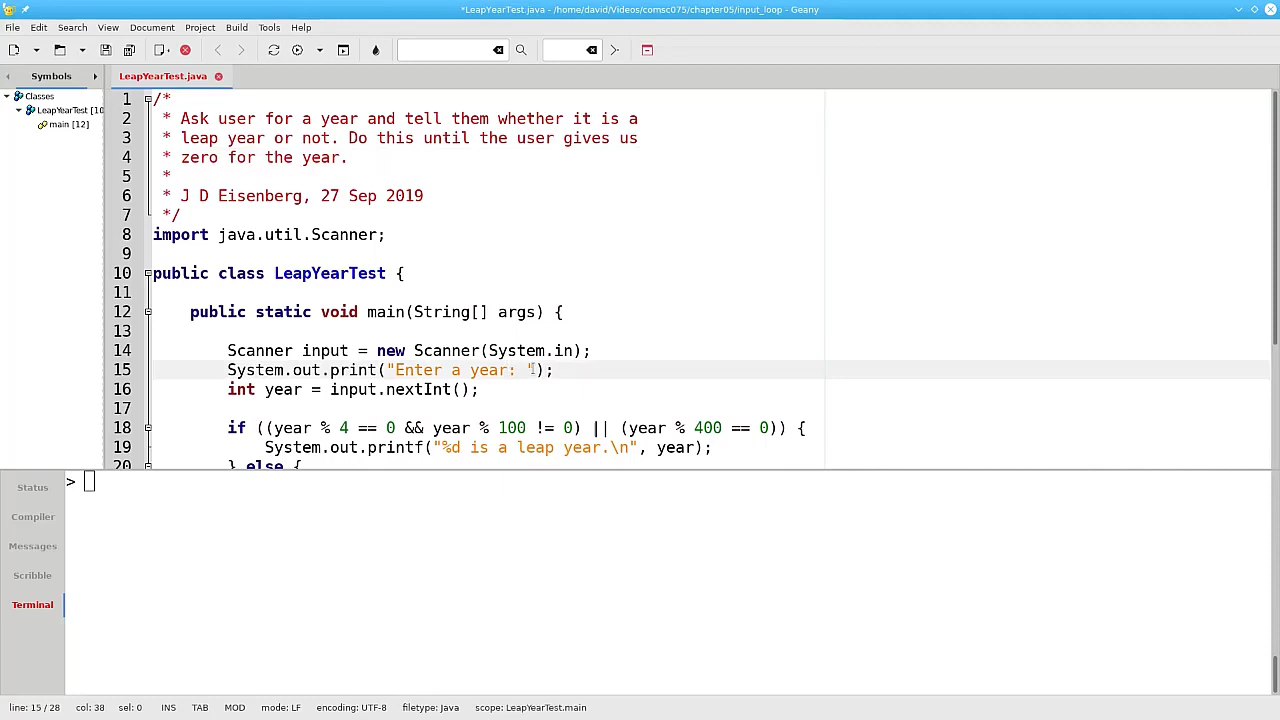 *LeapYearTest.java - /home/david/Videos/comsc075/chapter05/input_loop - Geany
File Edit Search View Document Project Build Tools Help
Symbols LeapYearTest.java
Classes
LeapYearTest [10
main [12]
1 /*
2 * Ask user for a year and tell them whether it is a
3 * leap year or not. Do this until the user gives us
4 * zero for the year.
5 *
6 * J D Eisenberg, 27 Sep 2019
7 */
8 import java.util.Scanner;
9
10 public class LeapYearTest {
11
12 public static void main(String[] args) {
13
14 Scanner input = new Scanner(System.in);
15 System.out.print("Enter a year: ");
16 int year = input.nextInt();
17
18 if ((year % 4 == 0 && year % 100 != 0) || (year % 400 == 0)) {
19 System.out.printf("%d is a leap year.\n", year);
20 } else {
>
Status
Compiler
Messages
Scribble
Terminal
line: 15 / 28 col: 38 sel: 0 INS TAB MOD mode: LF encoding: UTF-8 filetype: Java scope: LeapYearTest.main